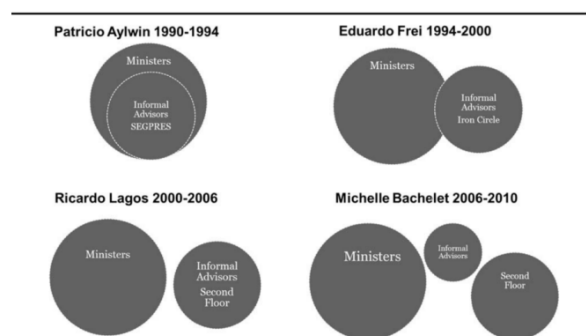 Patricio Aylwin 1990-1994
Ministers
Informal
Advisors
SEGPRES
Eduardo Frei 1994-2000
Ministers
Informal
Advisors
Iron Circle
Ricardo Lagos 2000-2006
Ministers
Informal
Advisors
Second
Floor
Michelle Bachelet 2006-2010
Ministers
Informal
Advisors
Second
Floor